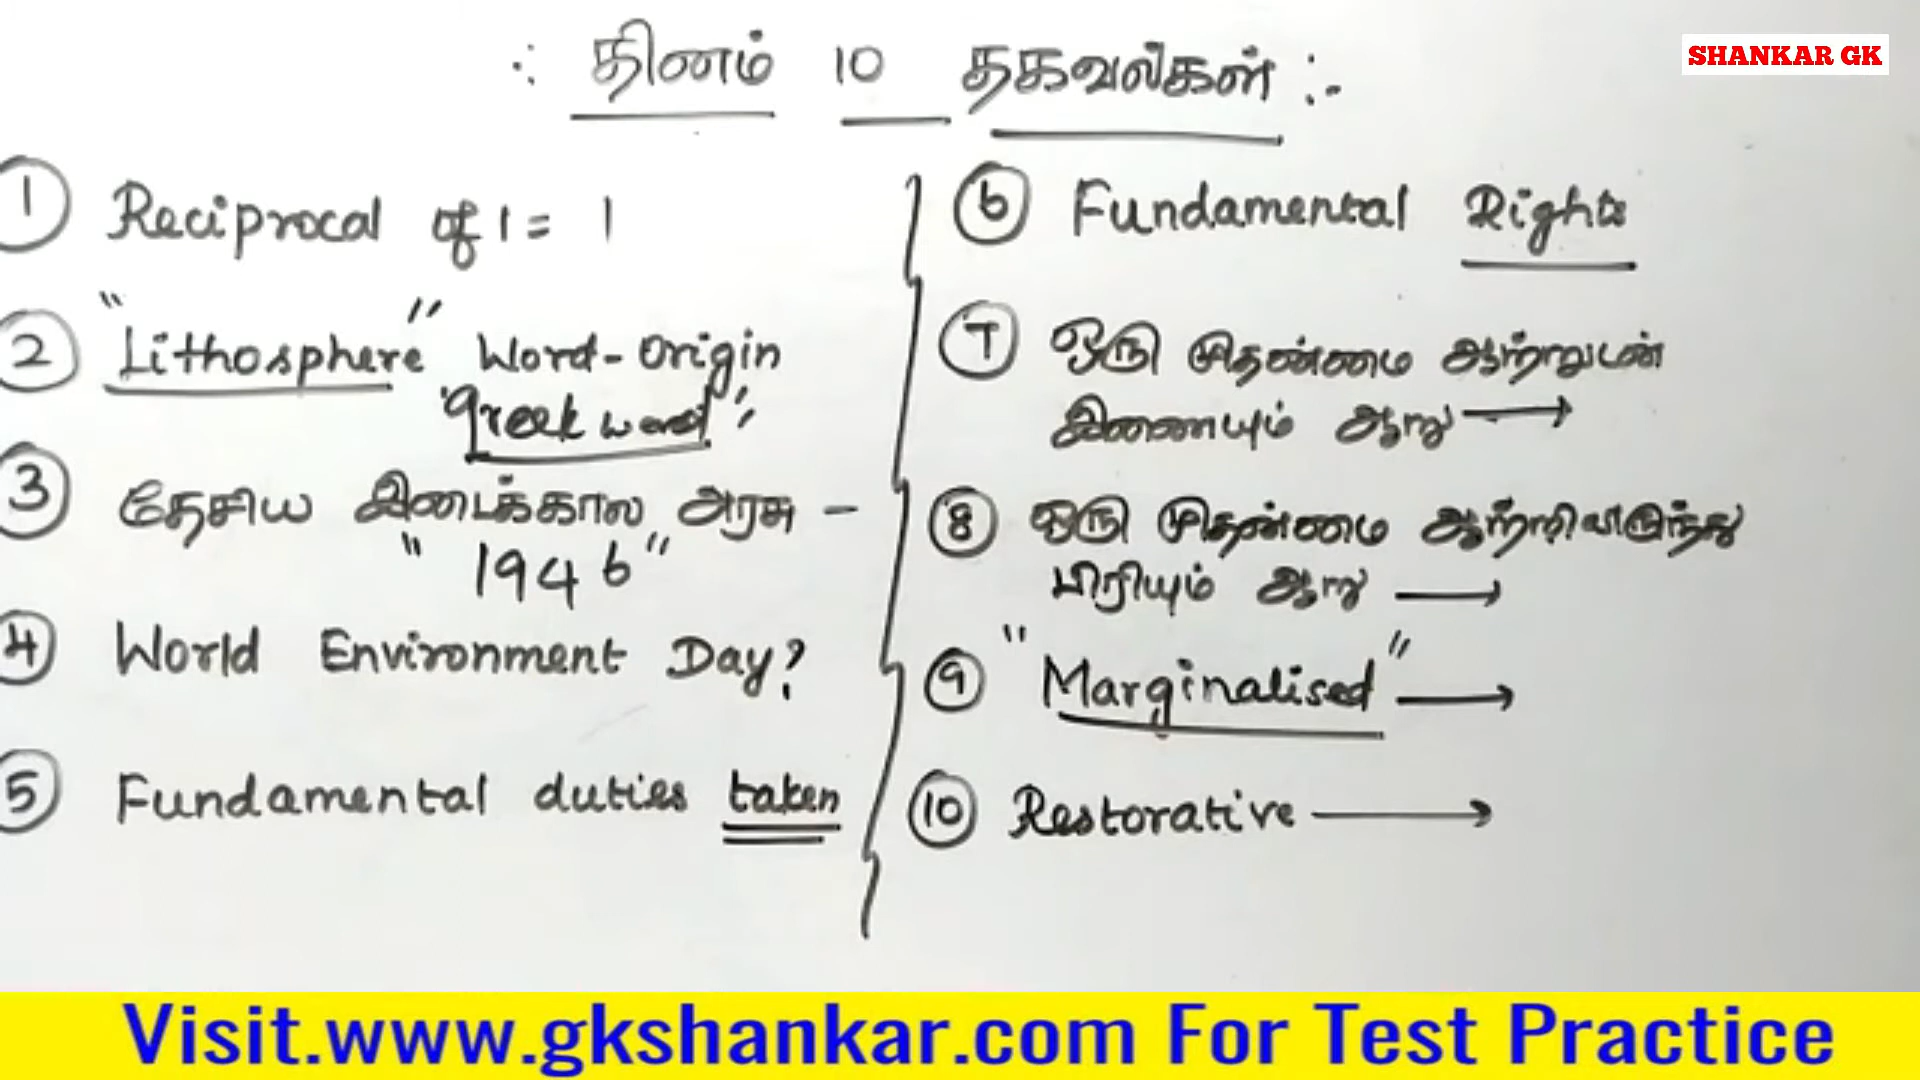 SHANKAR GK
∴ தினம் 10 தகவல்கள் :-
1 Reciprocal of 1 = 1
2 "Lithosphere" Word-Origin
"Greek word"
3 தேசிய இடைக்கால அரசு -
"1946"
4 World Environment Day?
5 Fundamental duties taken
6 Fundamental Rights
7 ஒரு முதன்மை ஆற்றுடன்
இணையும் ஆறு →
8 ஒரு முதன்மை ஆற்றிலிருந்து
பிரியும் ஆறு →
9 "Marginalised" →
10 Restorative →
Visit.www.gkshankar.com For Test Practice